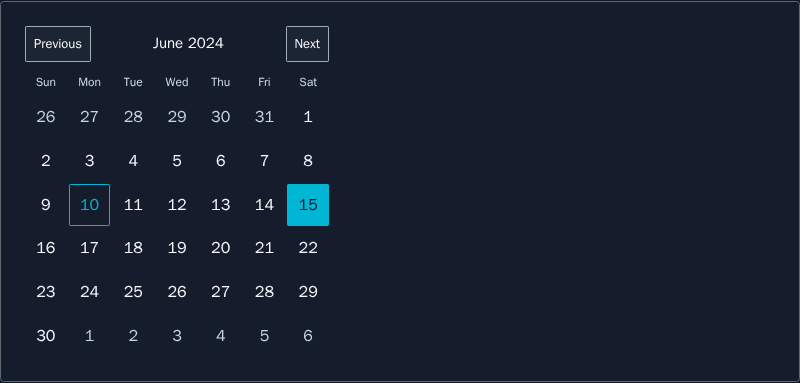 Previous June 2024 Next
Sun Mon Tue Wed Thu Fri Sat
26 27 28 29 30 31 1
2 3 4 5 6 7 8
9 10 11 12 13 14 15
16 17 18 19 20 21 22
23 24 25 26 27 28 29
30 1 2 3 4 5 6